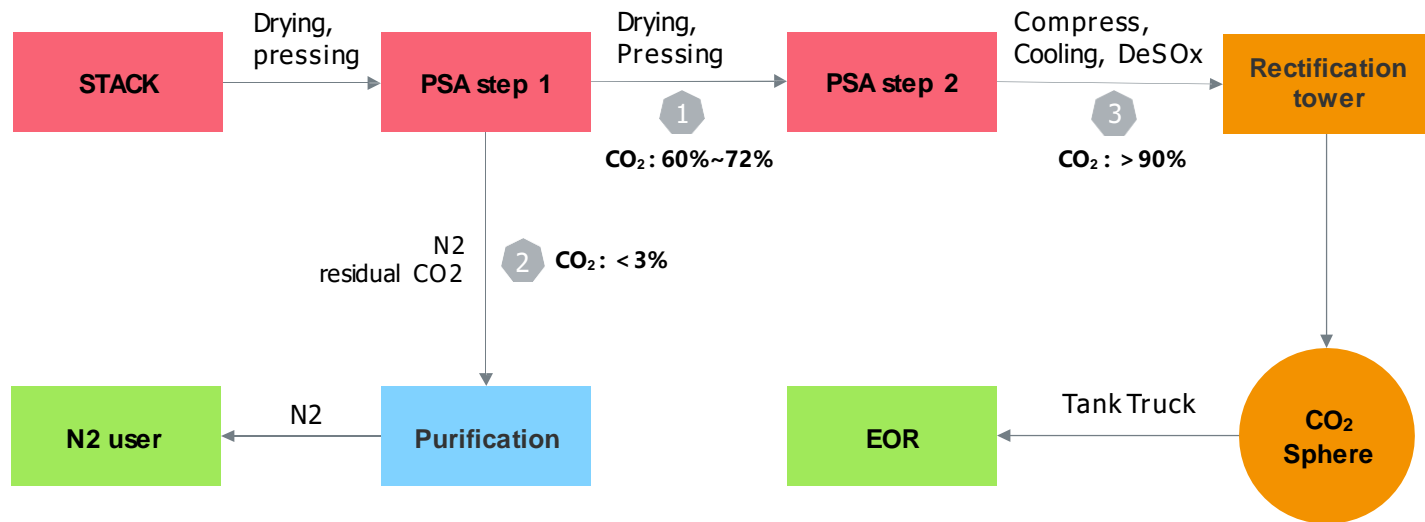 Drying,
pressing
Drying,
Pressing
Compress,
Cooling, DeSOx
STACK
PSA step 1
PSA step 2
Rectification
tower
1
3
CO₂: 60%~72%
CO₂: >90%
N2
residual CO2
2
CO₂: <3%
N2 user
N2
Purification
EOR
Tank Truck
CO₂
Sphere